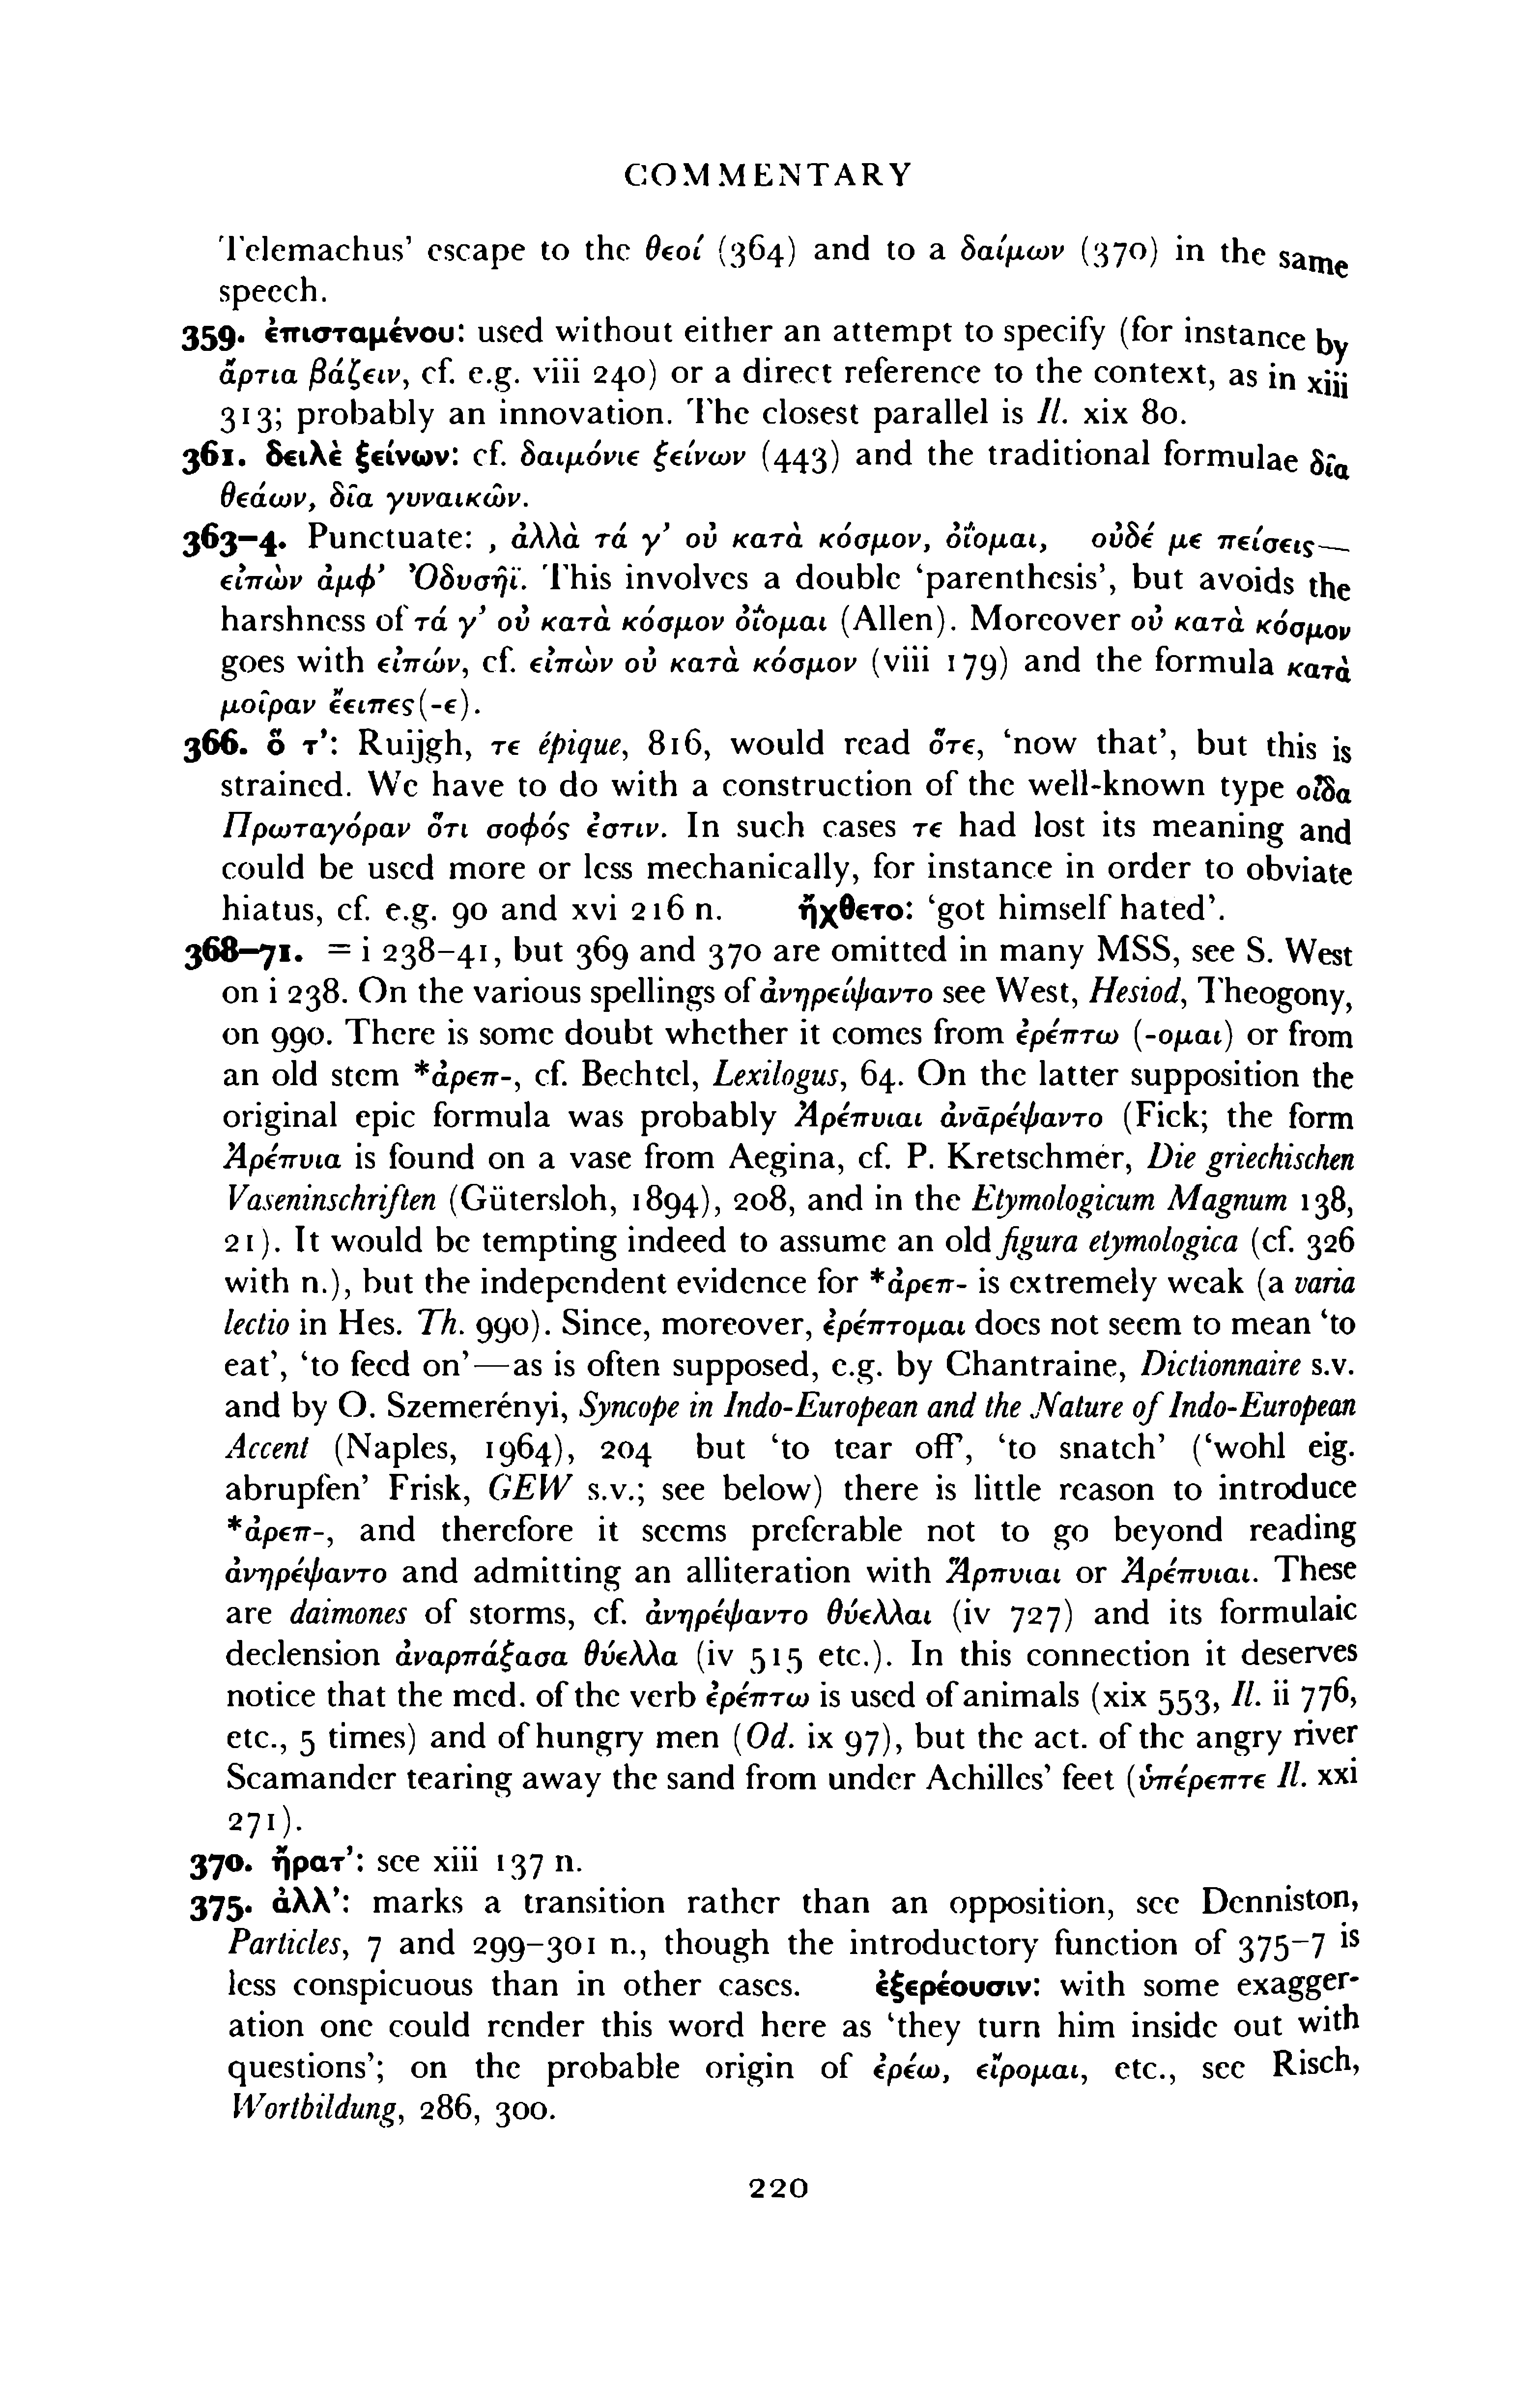 COMMENTARY
Telemachus’ escape to the θεοί (364) and to a δαίμων (370) in the same
speech.
359. ἐπισταμένου: used without either an attempt to specify (for instance by
ἄρτια βάζειν, cf. e.g. viii 240) or a direct reference to the context, as in xiii
313; probably an innovation. The closest parallel is Il. xix 80.
361. δειλὲ ξείνων: cf. δαιμόνιε ξείνων (443) and the traditional formulae δῖα
θεάων, δῖα γυναικῶν.
363–4. Punctuate: , ἀλλὰ τά γ’ οὐ κατὰ κόσμον, ὀΐομαι, οὐδέ με πείσεις—
εἰπὼν ἀμφ’ Ὀδυσῆϊ. This involves a double ‘parenthesis’, but avoids the
harshness of τά γ’ οὐ κατὰ κόσμον ὀΐομαι (Allen). Moreover οὐ κατὰ κόσμον
goes with εἰπών, cf. εἰπὼν οὐ κατὰ κόσμον (viii 179) and the formula κατὰ
μοῖραν ἔειπες(-ε).
366. ὅ τ’: Ruijgh, τε épique, 816, would read ὅτε, ‘now that’, but this is
strained. We have to do with a construction of the well-known type οἶδα
Πρωταγόραν ὅτι σοφός ἐστιν. In such cases τε had lost its meaning and
could be used more or less mechanically, for instance in order to obviate
hiatus, cf. e.g. 90 and xvi 216 n. ἤχθετο: ‘got himself hated’.
368–71. = i 238–41, but 369 and 370 are omitted in many MSS, see S. West
on i 238. On the various spellings of ἀνηρείψαντο see West, Hesiod, Theogony,
on 990. There is some doubt whether it comes from ἐρέπτω (-ομαι) or from
an old stem *ἀρεπ-, cf. Bechtel, Lexilogus, 64. On the latter supposition the
original epic formula was probably Ἀρέπυιαι ἀνᾱρέψαντο (Fick; the form
Ἀρέπυια is found on a vase from Aegina, cf. P. Kretschmer, Die griechischen
Vaseninschriften (Gütersloh, 1894), 208, and in the Etymologicum Magnum 138,
21). It would be tempting indeed to assume an old figura etymologica (cf. 326
with n.), but the independent evidence for *ἀρεπ- is extremely weak (a varia
lectio in Hes. Th. 990). Since, moreover, ἐρέπτομαι does not seem to mean ‘to
eat’, ‘to feed on’—as is often supposed, e.g. by Chantraine, Dictionnaire s.v.
and by O. Szemerényi, Syncope in Indo-European and the Nature of Indo-European
Accent (Naples, 1964), 204 but ‘to tear off’, ‘to snatch’ (‘wohl eig.
abrupfen’ Frisk, GEW s.v.; see below) there is little reason to introduce
*ἀρεπ-, and therefore it seems preferable not to go beyond reading
ἀνηρέψαντο and admitting an alliteration with Ἅρπυιαι or Ἀρέπυιαι. These
are daimones of storms, cf. ἀνηρέψαντο θύελλαι (iv 727) and its formulaic
declension ἀναρπάξασα θύελλα (iv 515 etc.). In this connection it deserves
notice that the med. of the verb ἐρέπτω is used of animals (xix 553, Il. ii 776,
etc., 5 times) and of hungry men (Od. ix 97), but the act. of the angry river
Scamander tearing away the sand from under Achilles’ feet (ὑπέρεπτε Il. xxi
271).
370. ἤρατ’: see xiii 137 n.
375. ἀλλ’: marks a transition rather than an opposition, see Denniston,
Particles, 7 and 299–301 n., though the introductory function of 375–7 is
less conspicuous than in other cases. ἐξερέουσιν: with some exagger-
ation one could render this word here as ‘they turn him inside out with
questions’; on the probable origin of ἐρέω, εἴρομαι, etc., see Risch,
Wortbildung, 286, 300.
220